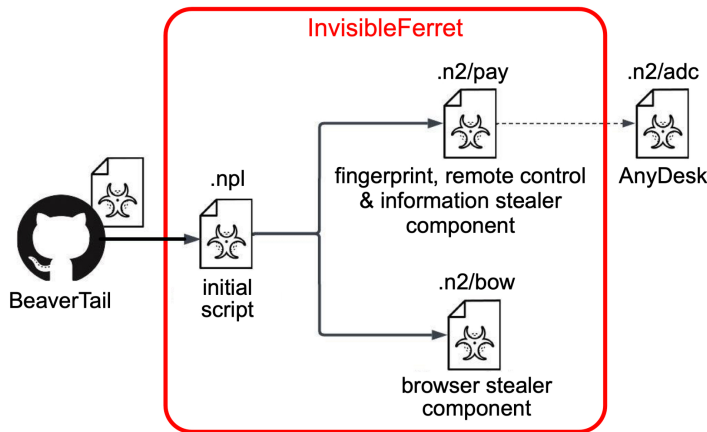 InvisibleFerret
.n2/pay
.n2/adc
.npl
fingerprint, remote control
& information stealer
component
AnyDesk
BeaverTail
initial
script
.n2/bow
browser stealer
component